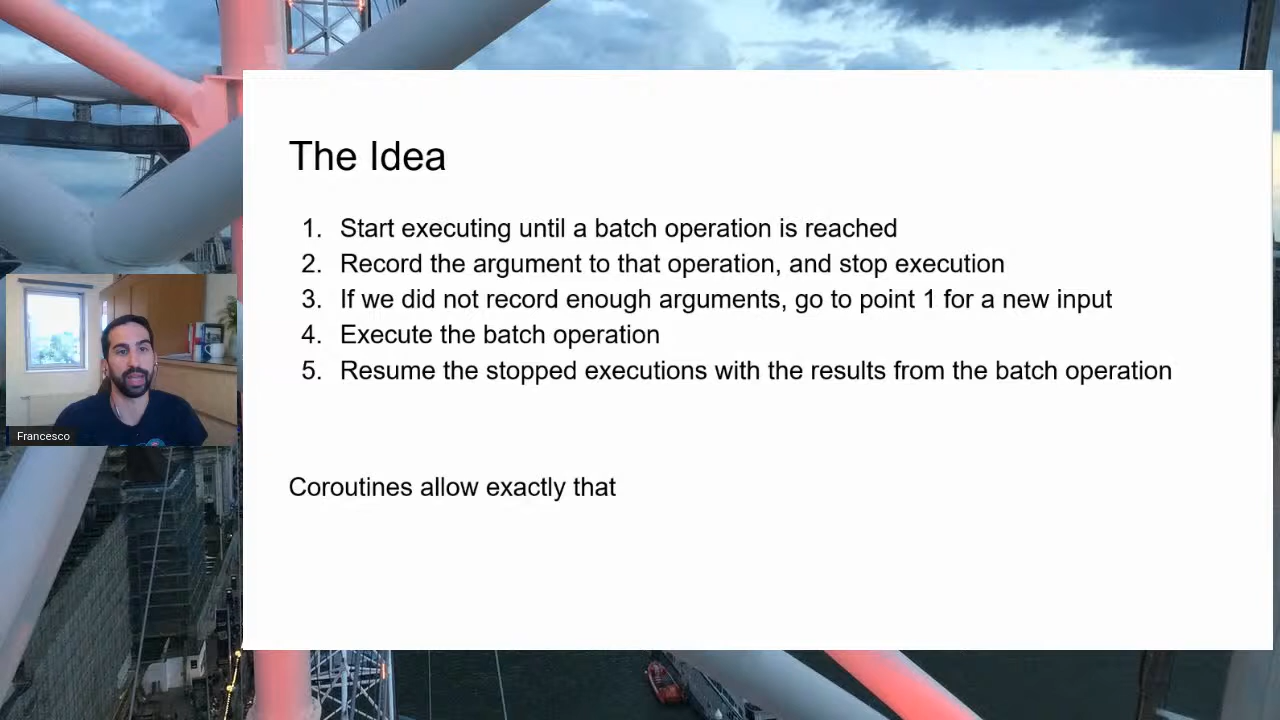 The Idea
1. Start executing until a batch operation is reached
2. Record the argument to that operation, and stop execution
3. If we did not record enough arguments, go to point 1 for a new input
4. Execute the batch operation
5. Resume the stopped executions with the results from the batch operation
Coroutines allow exactly that
Francesco